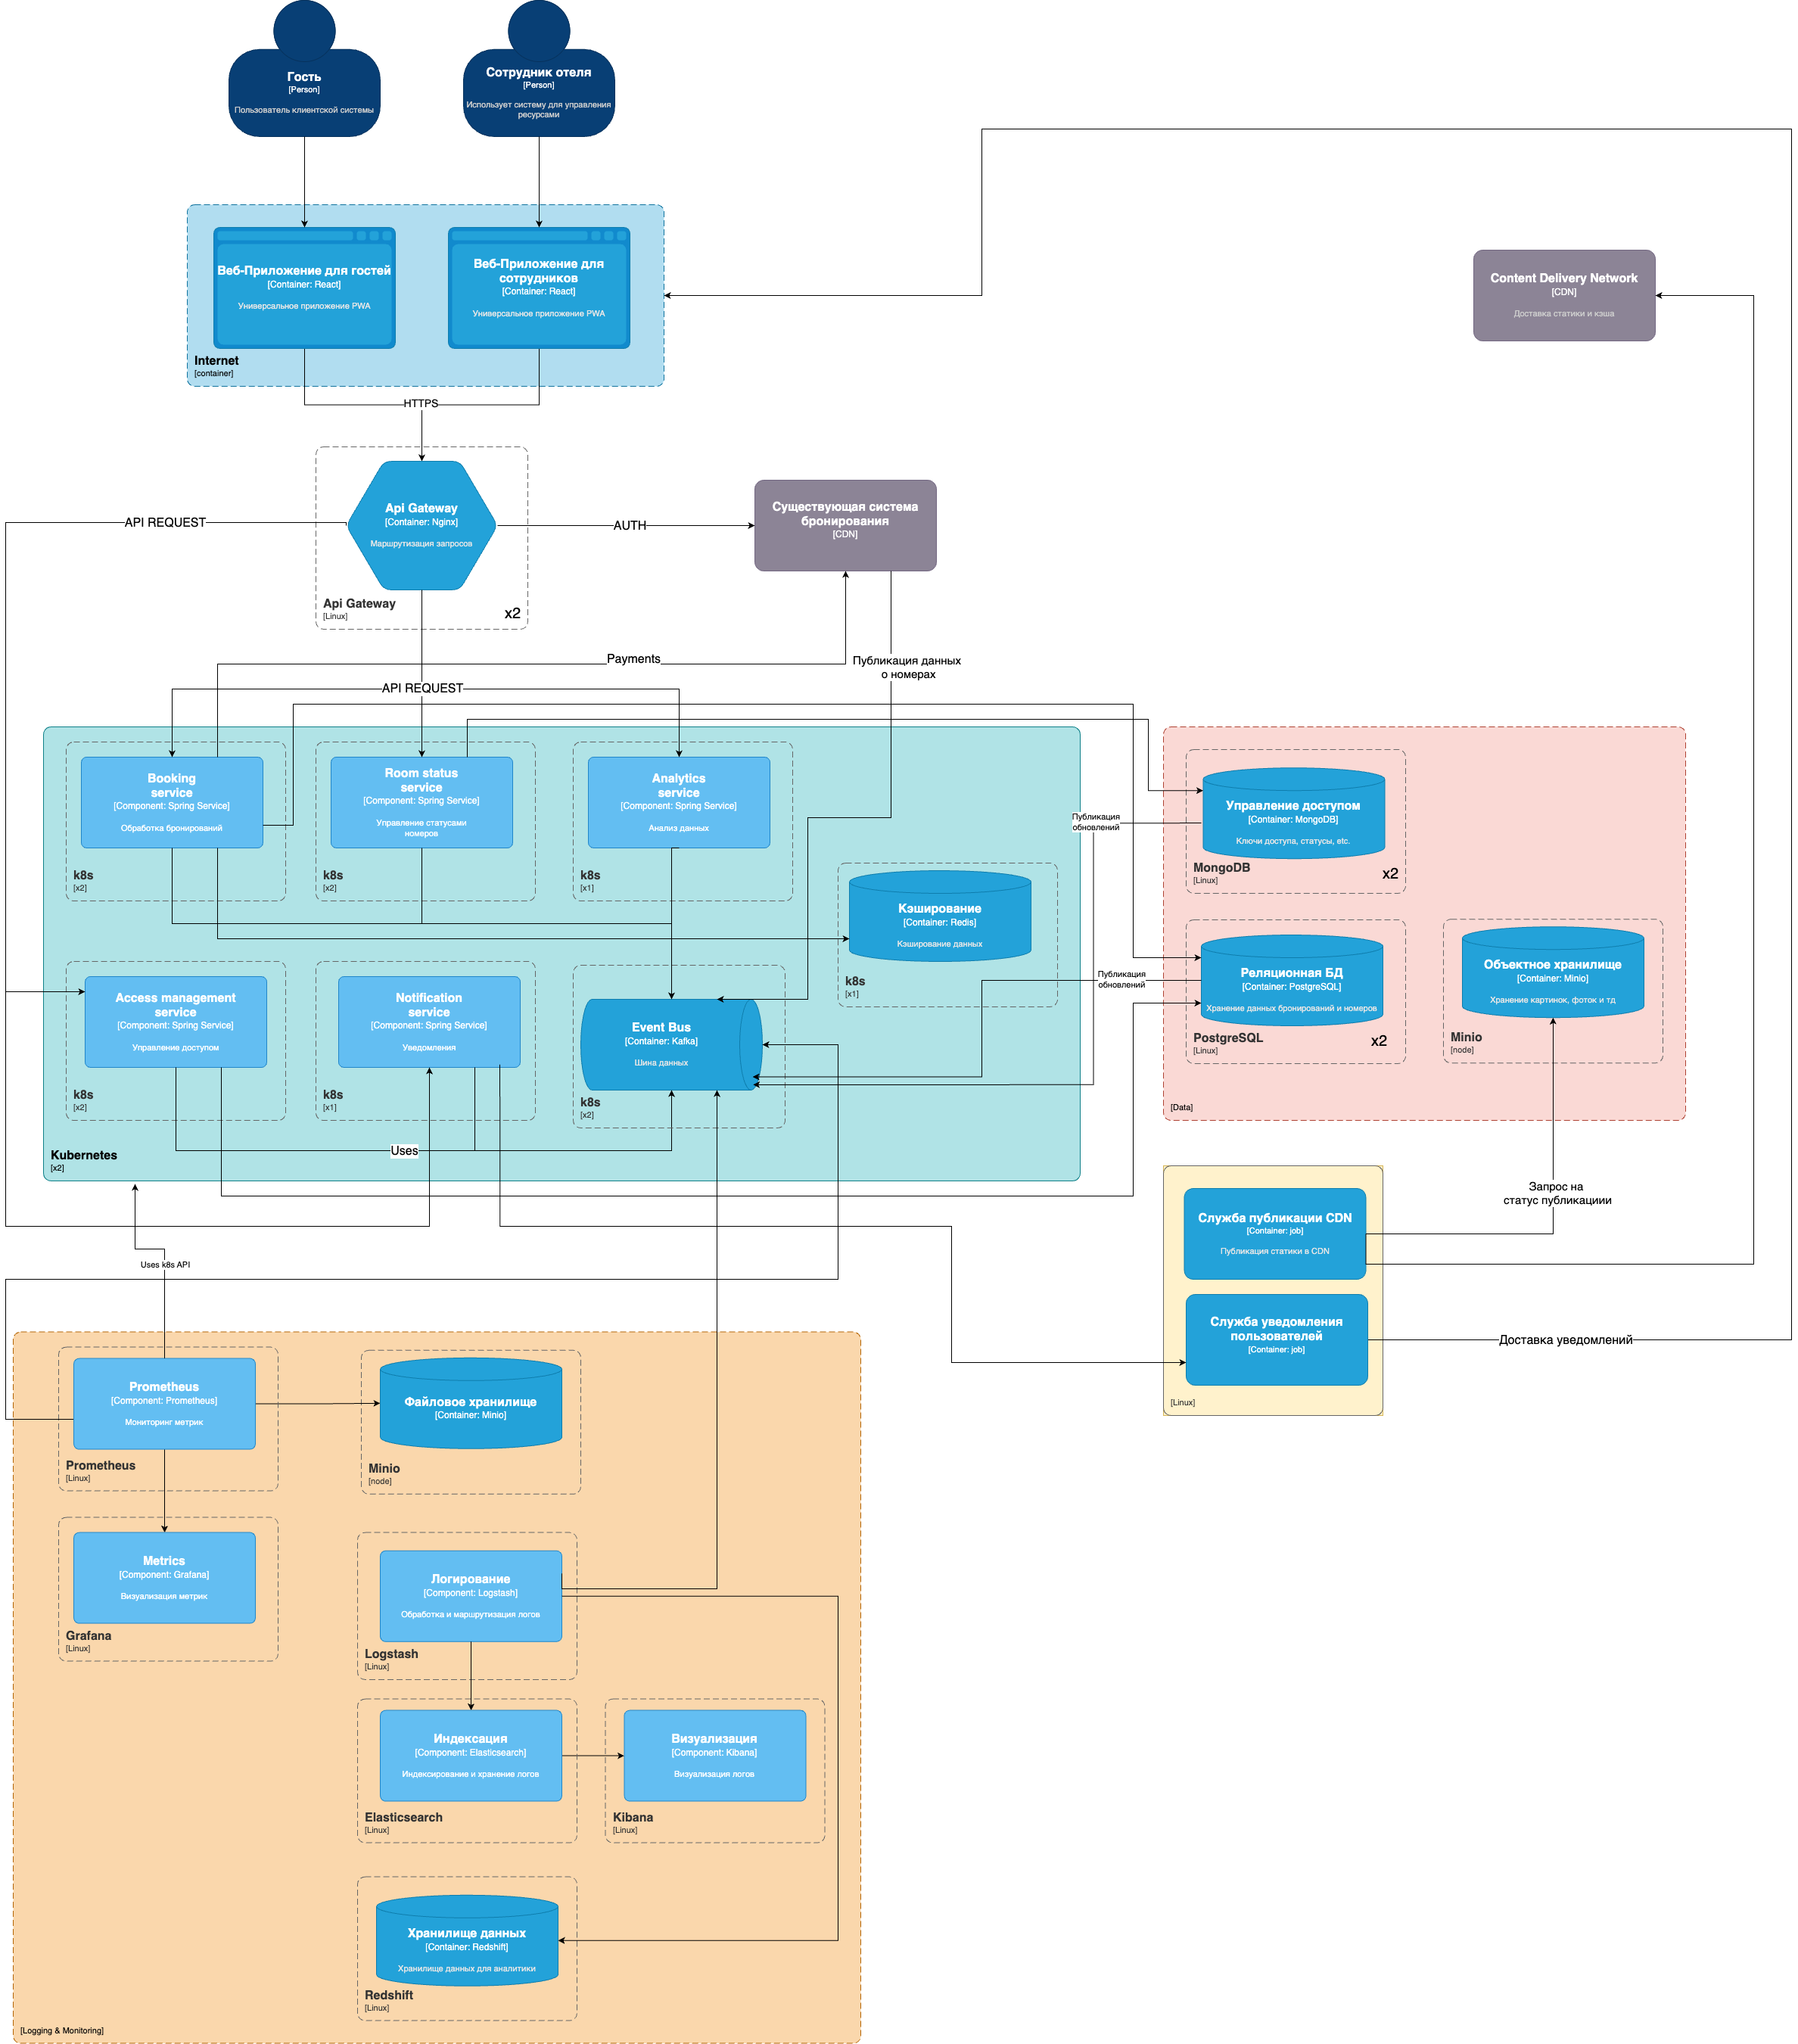 Гость
[Person]
Пользователь клиентской системы
Сотрудник отеля
[Person]
Использует систему для управления
ресурсами
Веб-Приложение для гостей
[Container: React]
Универсальное приложение PWA
Веб-Приложение для
сотрудников
[Container: React]
Универсальное приложение PWA
Internet
[container]
Content Delivery Network
[CDN]
Доставка статики и кэша
HTTPS
Api Gateway
[Container: Nginx]
Маршрутизация запросов
Api Gateway
[Linux]
x2
API REQUEST
AUTH
Существующая система
бронирования
[CDN]
Payments
Публикация данных
о номерах
API REQUEST
Booking
service
[Component: Spring Service]
Обработка бронирований
k8s
[x2]
Room status
service
[Component: Spring Service]
Управление статусами
номеров
k8s
[x2]
Analytics
service
[Component: Spring Service]
Анализ данных
k8s
[x1]
Кэширование
[Container: Redis]
Кэширование данных
k8s
[x1]
Access management
service
[Component: Spring Service]
Управление доступом
k8s
[x2]
Notification
service
[Component: Spring Service]
Уведомления
k8s
[x1]
Event Bus
[Container: Kafka]
Шина данных
k8s
[x2]
Uses
Kubernetes
[x2]
Публикация
обновлений
Публикация
обновлений
Управление доступом
[Container: MongoDB]
Ключи доступа, статусы, etc.
MongoDB
[Linux]
x2
Реляционная БД
[Container: PostgreSQL]
Хранение данных бронирований и номеров
PostgreSQL
[Linux]
x2
Объектное хранилище
[Container: Minio]
Хранение картинок, фоток и тд
Minio
[node]
[Data]
Запрос на
статус публикациии
Служба публикации CDN
[Container: job]
Публикация статики в CDN
Служба уведомления
пользователей
[Container: job]
[Linux]
Доставка уведомлений
Uses k8s API
Prometheus
[Component: Prometheus]
Мониторинг метрик
Prometheus
[Linux]
Файловое хранилище
[Container: Minio]
Minio
[node]
Metrics
[Component: Grafana]
Визуализация метрик
Grafana
[Linux]
Логирование
[Component: Logstash]
Обработка и маршрутизация логов
Logstash
[Linux]
Индексация
[Component: Elasticsearch]
Индексирование и хранение логов
Elasticsearch
[Linux]
Визуализация
[Component: Kibana]
Визуализация логов
Kibana
[Linux]
Хранилище данных
[Container: Redshift]
Хранилище данных для аналитики
Redshift
[Linux]
[Logging & Monitoring]